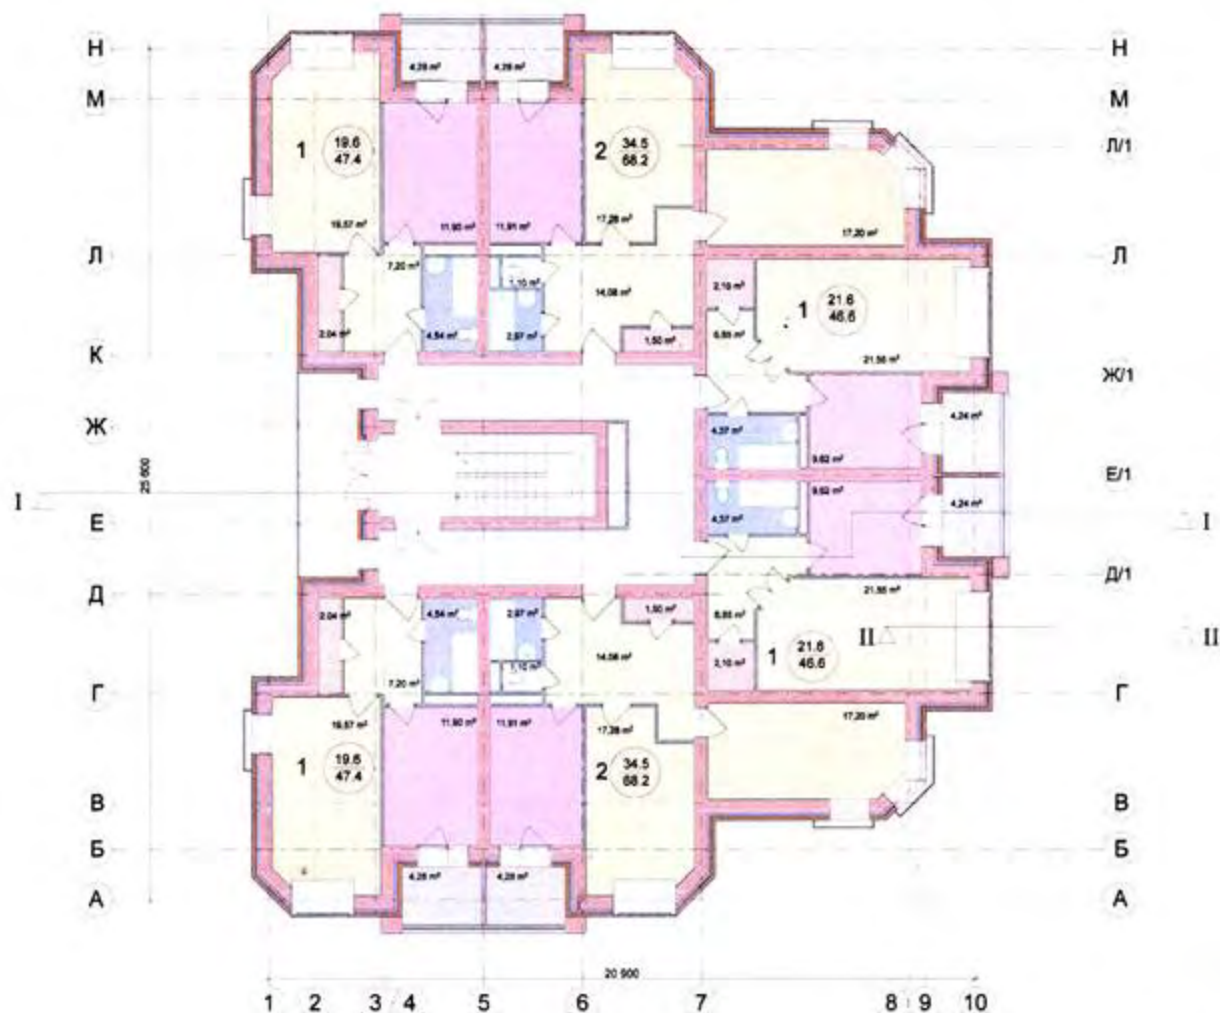 Н Н
4,28 m² 4,28 m²
М М
1 19.6 47.4
2 34.5 68.2
Л/1
19,57 m² 11,90 m² 11,91 m² 17,28 m² 17,20 m²
Л Л
7,20 m²
1,10 m² 14,08 m² 2,10 m²
1 21.6 46.6
2,04 m² 4,54 m² 2,97 m² 1,50 m² 6,85 m²
К
21,55 m²
Ж/1
Ж
4,37 m² 9,62 m² 4,24 m²
25 600
Е/1
9,62 m²
I
4,37 m² 4,24 m²
Е I
Д/1
Д
21,55 m²
2,04 m² 4,54 m² 2,97 m² 1,50 m² 6,85 m²
II II
14,08 m²
1 21.6 46.6
7,20 m² 1,10 m² 2,10 m²
Г Г
19,57 m² 11,90 m² 11,91 m² 17,28 m² 17,20 m²
1 19.6 47.4
2 34.5 68.2
В В
Б Б
4,28 m² 4,28 m²
А А
20 900
1 2 3 4 5 6 7 8 9 10